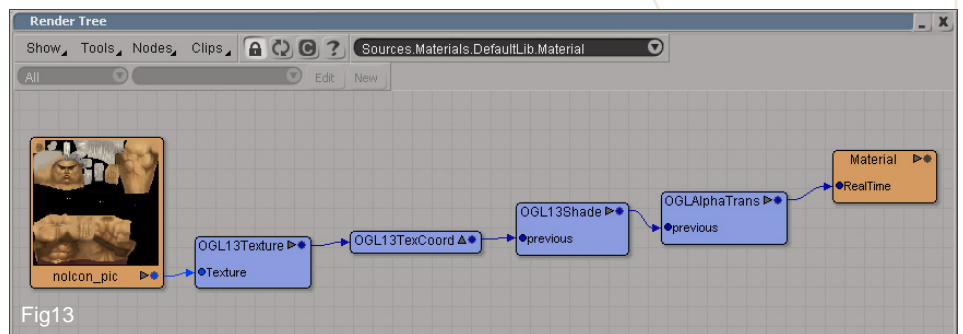 Render Tree
Show Tools Nodes Clips C ? Sources.Materials.DefaultLib.Material
All Edit New
noIcon_pic
OGL13Texture
Texture
OGL13TexCoord
OGL13Shade
previous
OGLAlphaTrans
previous
Material
RealTime
Fig13